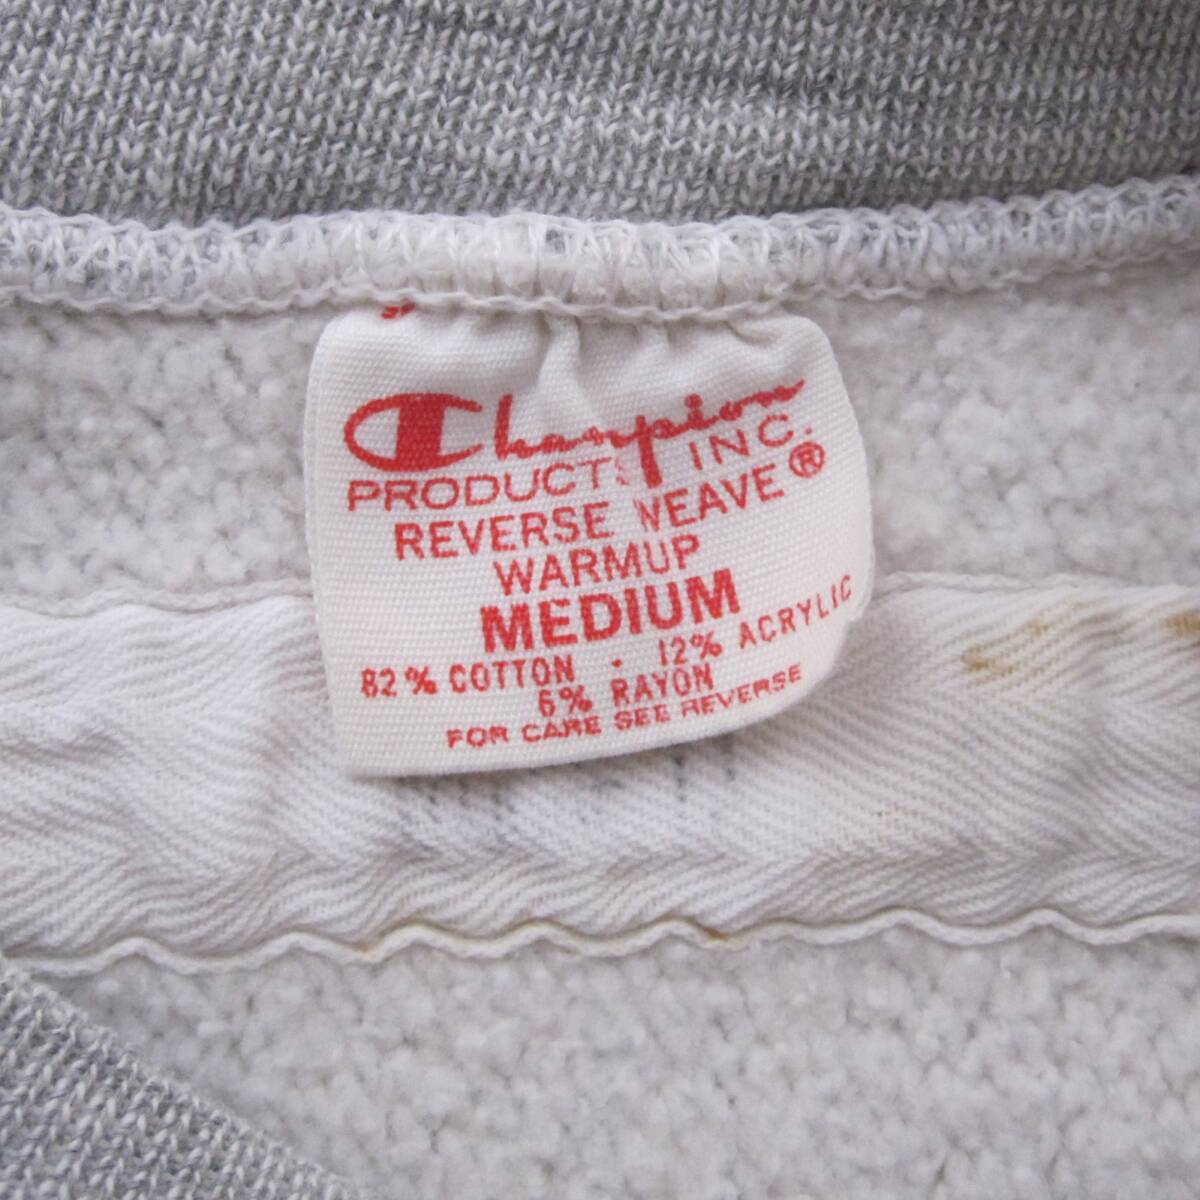 Champion
PRODUCTS INC.
REVERSE WEAVE ®
WARMUP
MEDIUM
82% COTTON · 12% ACRYLIC
6% RAYON
FOR CARE SEE REVERSE